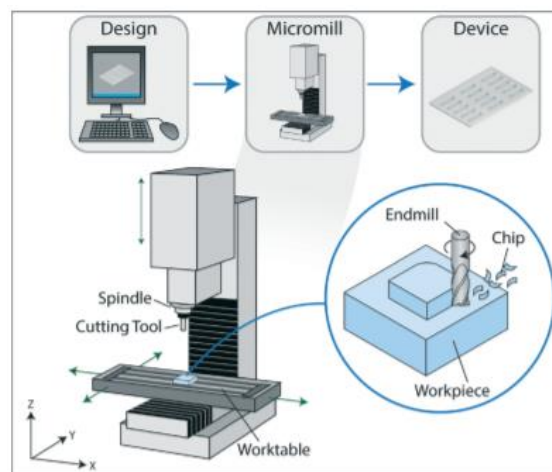 Design
Micromill
Device
Endmill
Chip
Spindle
Cutting Tool
Workpiece
Worktable
Z
Y
X